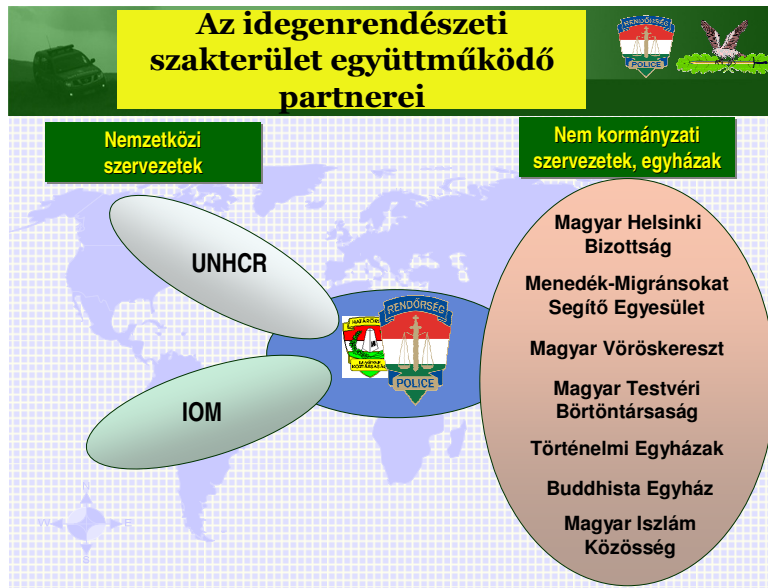 Az idegenrendészeti
szakterület együttműködő
partnerei
RENDŐRSÉG
POLICE
Nemzetközi
szervezetek
Nem kormányzati
szervezetek, egyházak
UNHCR
IOM
RENDŐRSÉG
POLICE
Magyar Helsinki
Bizottság
Menedék-Migránsokat
Segítő Egyesület
Magyar Vöröskereszt
Magyar Testvéri
Börtöntársaság
Történelmi Egyházak
Buddhista Egyház
Magyar Iszlám
Közösség
N
W
E
S